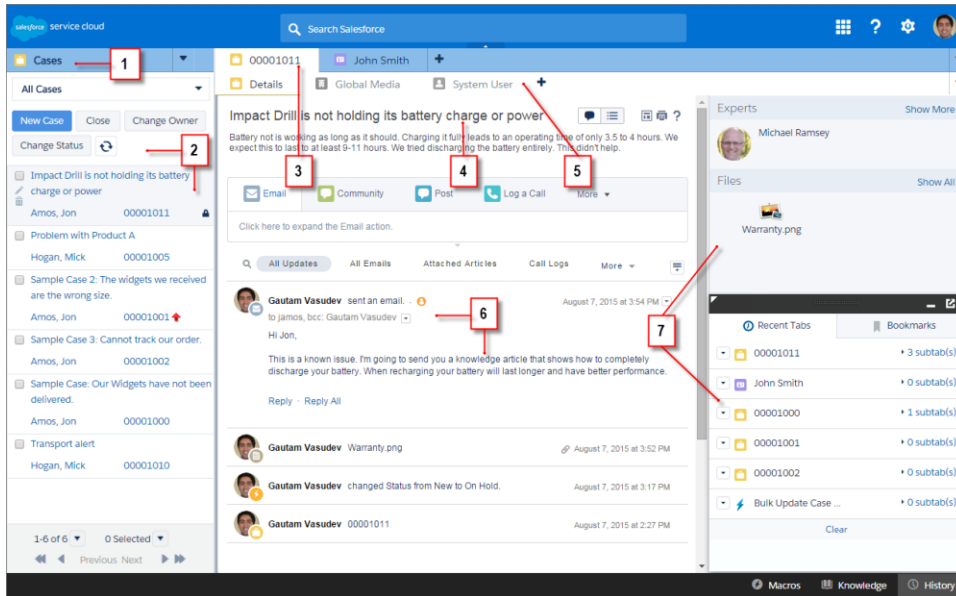 salesforce service cloud
Search Salesforce
?
Cases
1
00001011
John Smith
+
All Cases
Details
Global Media
System User
+
New Case
Close
Change Owner
Change Status
2
Impact Drill is not holding its battery charge or power
?
Battery not is working as long as it should. Charging it fully leads to an operating time of only 3.5 to 4 hours. We
expect this to last to at least 9-11 hours. We tried discharging the battery entirely. This didn't help.
3
4
5
Email
Community
Post
Log a Call
More
Click here to expand the Email action.
All Updates
All Emails
Attached Articles
Call Logs
More
Impact Drill is not holding its battery
charge or power
Amos, Jon
00001011
Problem with Product A
Hogan, Mick
00001005
Sample Case 2: The widgets we received
are the wrong size.
Amos, Jon
00001001
Sample Case 3: Cannot track our order.
Amos, Jon
00001002
Sample Case: Our Widgets have not been
delivered.
Amos, Jon
00001000
Transport alert
Hogan, Mick
00001010
1-6 of 6
0 Selected
Previous Next
Gautam Vasudev sent an email.
August 7, 2015 at 3:54 PM
to jamos, bcc: Gautam Vasudev
6
Hi Jon,
This is a known issue. I'm going to send you a knowledge article that shows how to completely
discharge your battery. When recharging your battery will last longer and have better performance.
Reply · Reply All
Gautam Vasudev Warranty.png
August 7, 2015 at 3:52 PM
Gautam Vasudev changed Status from New to On Hold.
August 7, 2015 at 3:17 PM
Gautam Vasudev 00001011
August 7, 2015 at 2:27 PM
Experts
Show More
Michael Ramsey
Files
Show All
Warranty.png
7
Recent Tabs
Bookmarks
00001011
3 subtab(s)
John Smith
0 subtab(s)
00001000
1 subtab(s)
00001001
0 subtab(s)
00001002
0 subtab(s)
Bulk Update Case ...
0 subtab(s)
Clear
Macros
Knowledge
History